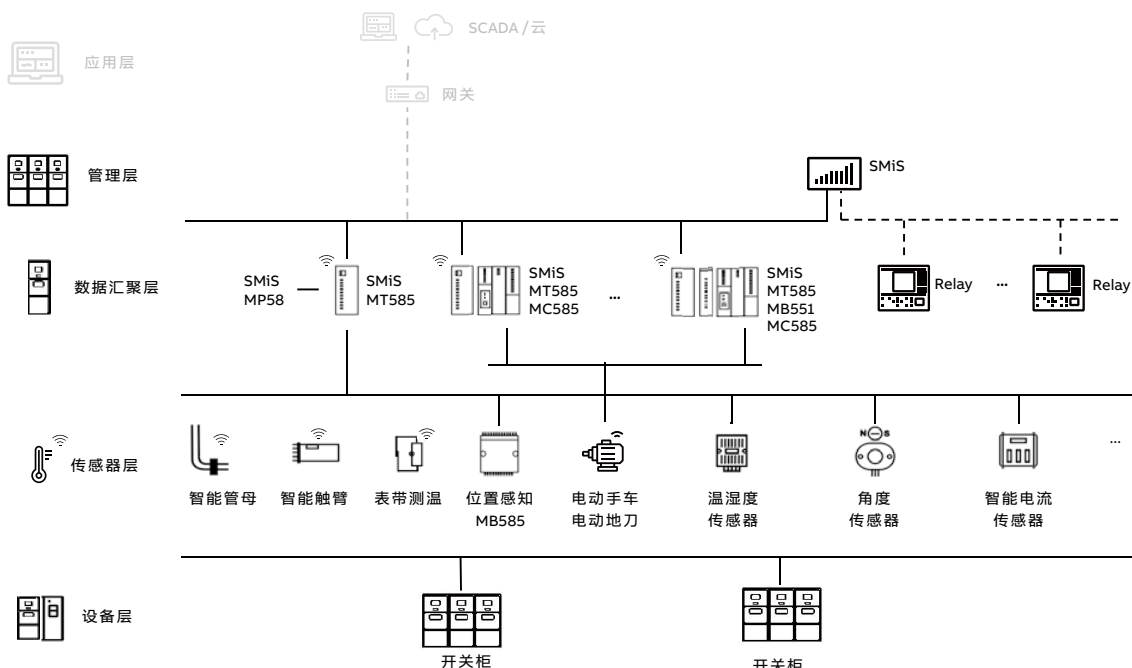 SCADA/云
应用层
网关
管理层
SMiS
数据汇聚层
SMiS
MP58
SMiS
MT585
SMiS
MT585
MC585
...
SMiS
MT585
MB551
MC585
Relay
...
Relay
传感器层
N S
...
智能管母
智能触臂
表带测温
位置感知
MB585
电动手车
电动地刀
温湿度
传感器
角度
传感器
智能电流
传感器
设备层
开关柜
开关柜